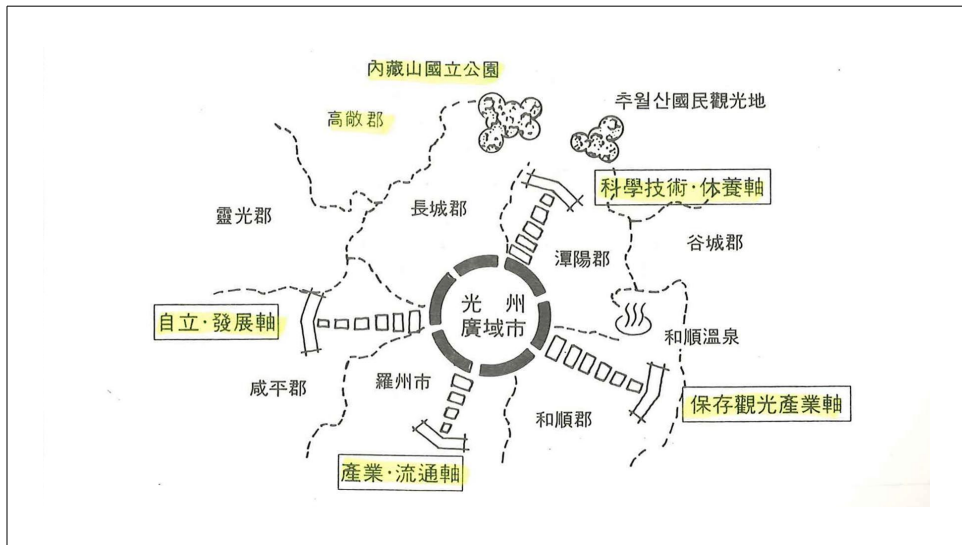 內藏山國立公園
추월산國民觀光地
高敞郡
科學技術·体養軸
靈光郡
長城郡
谷城郡
潭陽郡
光州
廣域市
自立·發展軸
和順溫泉
咸平郡
羅州市
和順郡
保存觀光產業軸
產業·流通軸